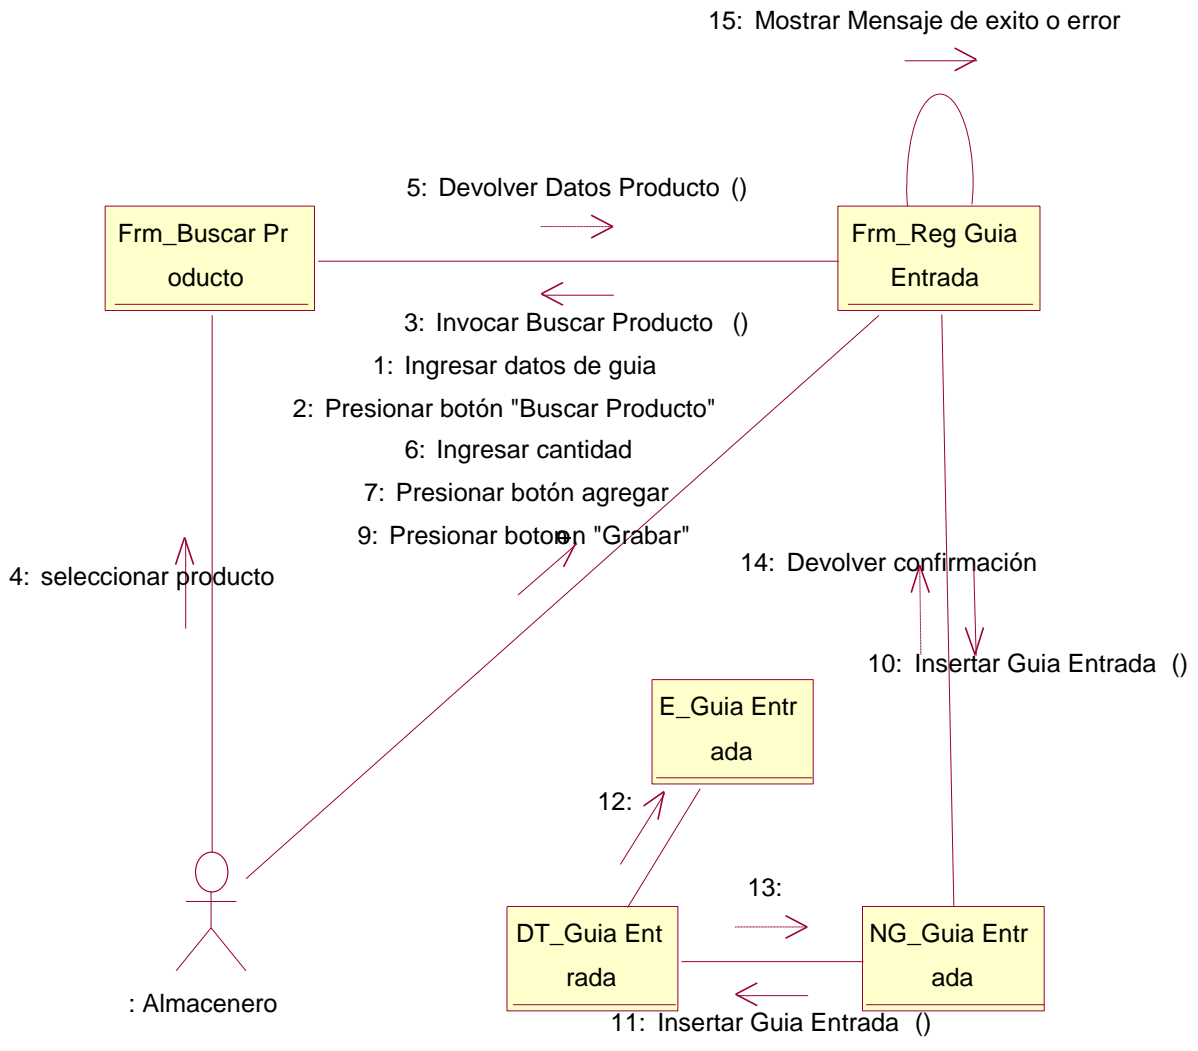 15: Mostrar Mensaje de exito o error
5: Devolver Datos Producto ()
Frm_Buscar Pr
oducto
Frm_Reg Guia
Entrada
3: Invocar Buscar Producto ()
1: Ingresar datos de guia
2: Presionar botón "Buscar Producto"
6: Ingresar cantidad
7: Presionar botón agregar
9: Presionar "Grabar"
4: seleccionar producto
14: Devolver confirmación
10: Insertar Guia Entrada ()
E_Guia Entr
ada
12:
13:
DT_Guia Ent
rada
NG_Guia Entr
ada
: Almacenero
11: Insertar Guia Entrada ()